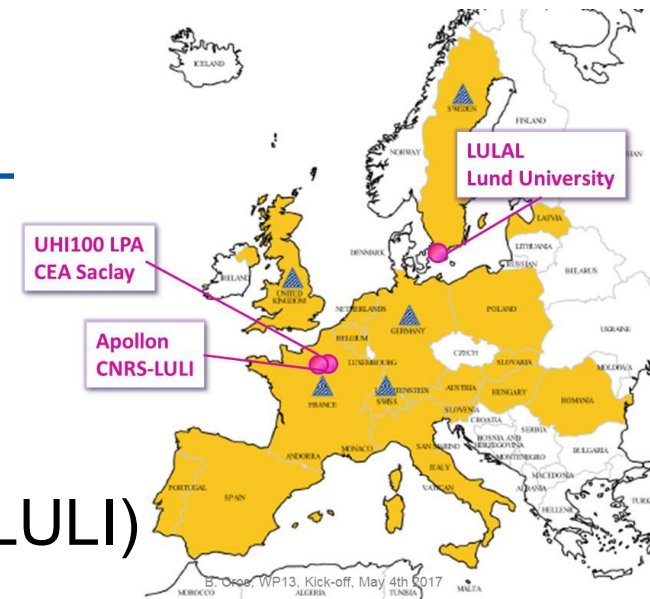 ICELAND
SWEDEN
FINLAND
NORWAY
LULAL
Lund University
LATVIA
LITHUANIA
RUSSIAN
BELARUS
DENMARK
UHI100 LPA
CEA Saclay
IRELAND
UNITED
KINGDOM
NETHERLANDS
GERMANY
POLAND
BELGIUM
UKRAINE
Apollon
CNRS-LULI
LUXEMBOURG
CZECH
SLOVARIA
MOLDOVA
FRANCE
SWISS
AUSTRIA
HUNGARY
ROMANIA
SLOVENIA
CROATIA
BOSNIA AND
HERZEGOVINA
SERBIA
MONTENEGRO
BULGARIA
ANDORRA
MONACO
SAN MARINO
ITALY
VATICAN
MACEDONIA
ALBANIA
PORTUGAL
SPAIN
LULI)
B. Cros, WP13, Kick-off, May 4th 2017
MOROCCO
ALGERIA
TUNISIA
MALTA